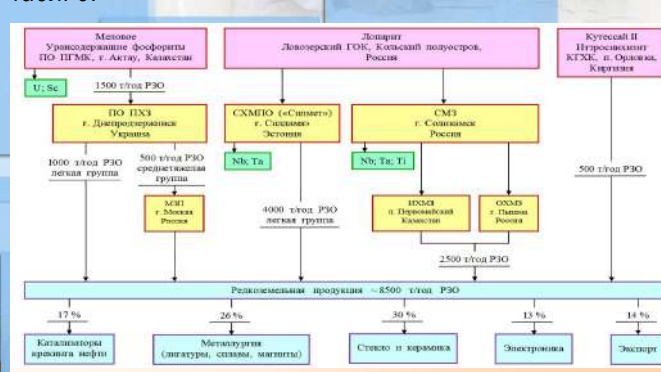 Меловое
Урансодержащие фосфориты
ПО ПГМК, г. Актау, Казахстан
Лопарит
Ловозерский ГОК, Кольский полуостров,
Россия
Кутессай II
Иттросинхизит
КГХК, п. Орловка,
Киргизия
U; Sc
1500 т/год РЗО
ПО ПХЗ
г. Днепродзержинск
Украина
СХМПО («Силмет»)
г. Силламяэ
Эстония
СМЗ
г. Соликамск
Россия
Nb; Ta
Nb; Ta; Ti
1000 т/год РЗО
легкая группа
500 т/год РЗО
среднетяжелая
группа
500 т/год РЗО
МЗП
г. Москва
Россия
4000 т/год РЗО
легкая группа
ИХМЗ
п. Первомайский
Казахстан
ОХМЗ
г. Пышма
Россия
2500 т/год РЗО
Редкоземельная продукция ~8500 т/год РЗО
17 %
26 %
30 %
13 %
14 %
Катализаторы
крекинга нефти
Металлургия
(лигатуры, сплавы, магниты)
Стекло и керамика
Электроника
Экспорт